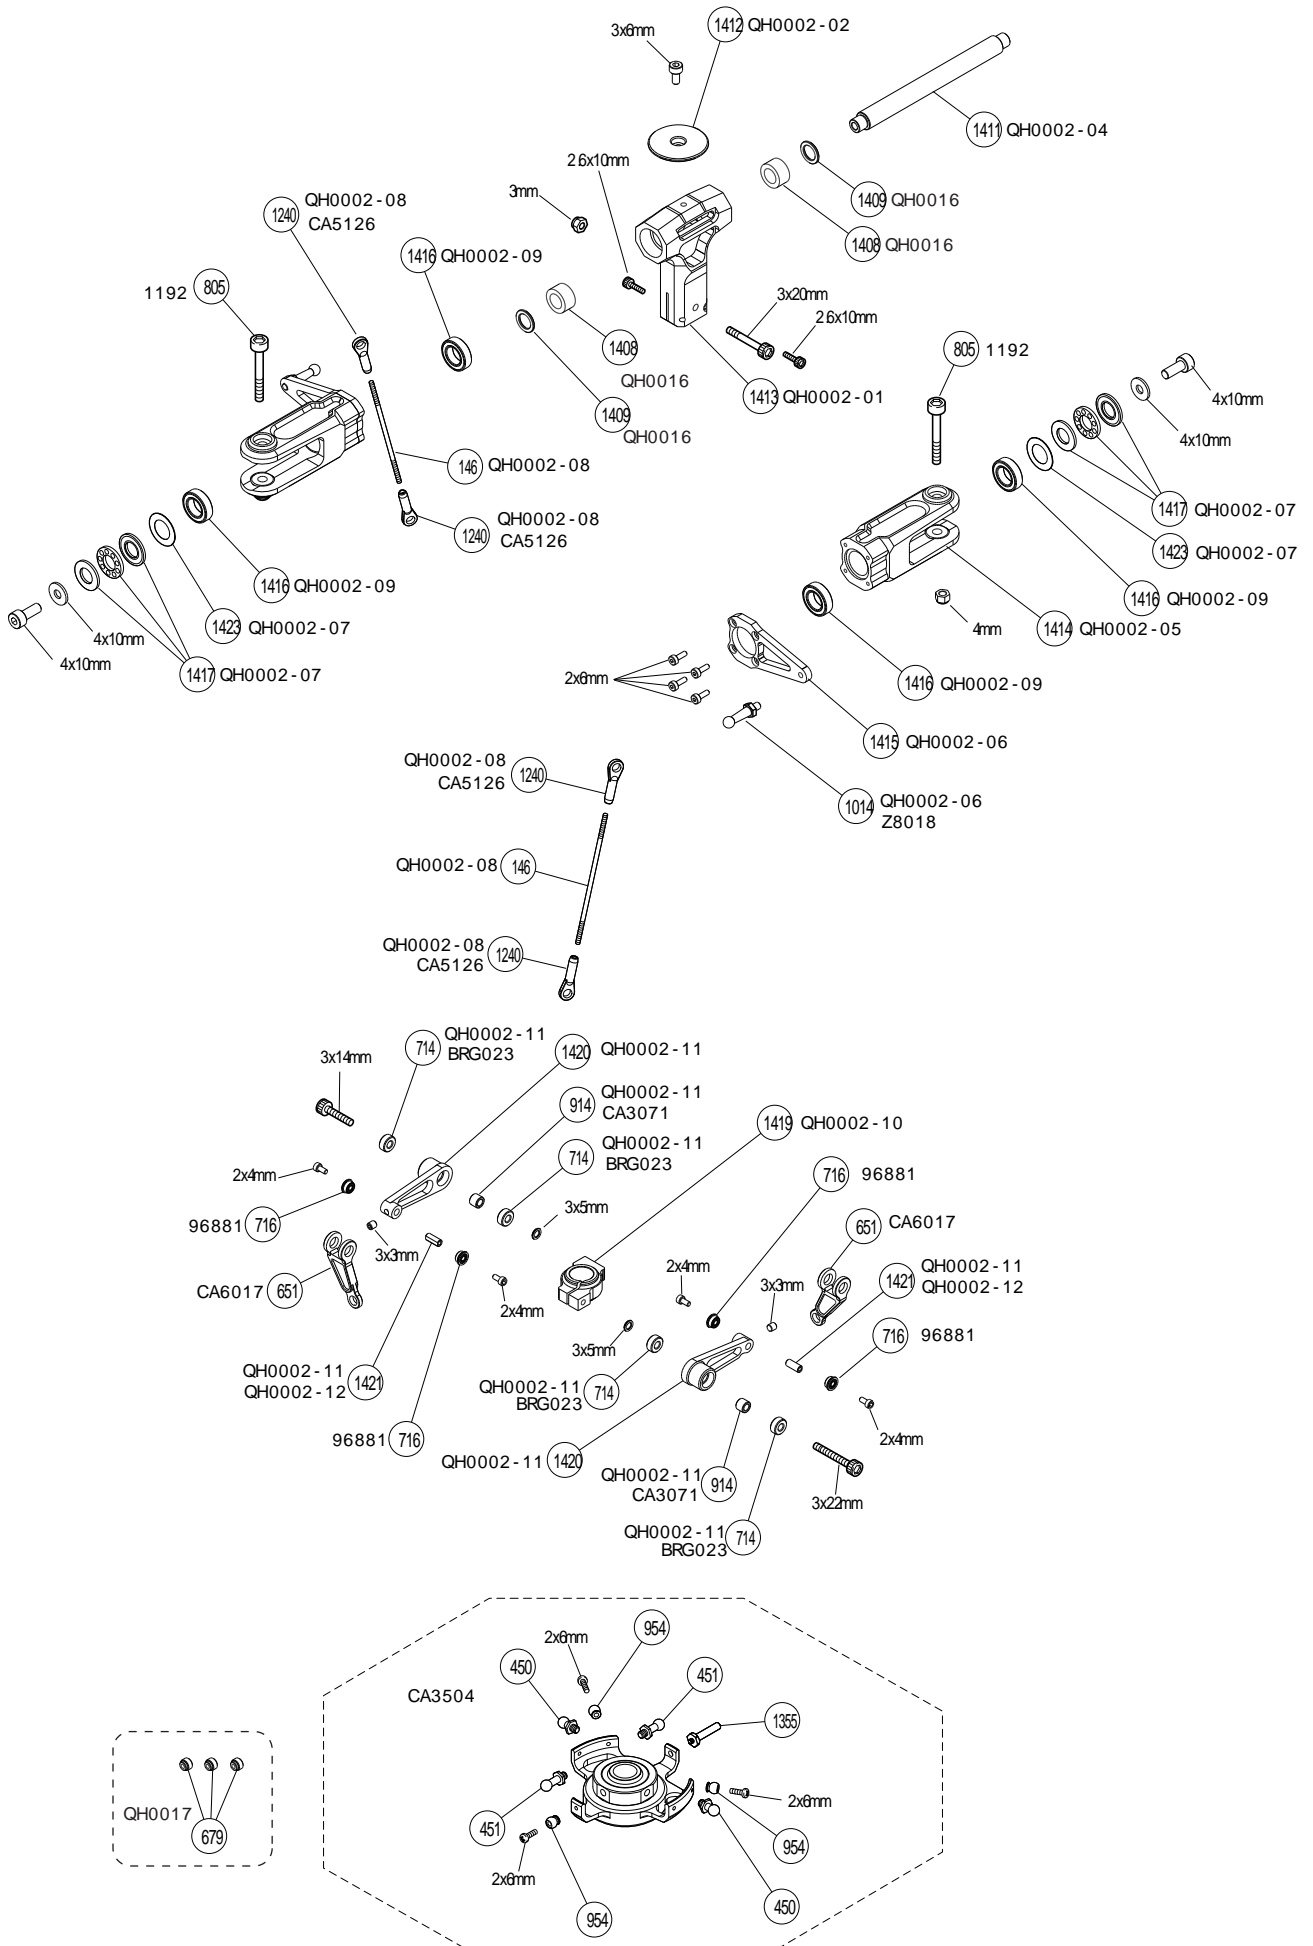 1412 QH0002-02
3x6mm
1411 QH0002-04
2.6x10mm
1409 QH0016
3mm
QH0002-08
1240
CA5126
1408 QH0016
1416 QH0002-09
1192 805
3x20mm
2.6x10mm
1408
QH0016
805 1192
1413 QH0002-01
4x10mm
1409
QH0016
4x10mm
146 QH0002-08
1417 QH0002-07
QH0002-08
1240
CA5126
1423 QH0002-07
1416 QH0002-09
1416 QH0002-09
4mm
1414 QH0002-05
1423 QH0002-07
4x10mm
4x10mm
1417 QH0002-07
2x6mm
1416 QH0002-09
1415 QH0002-06
QH0002-08
CA5126 1240
1014 QH0002-06
Z8018
QH0002-08 146
QH0002-08
CA5126 1240
QH0002-11
714 BRG023
1420 QH0002-11
3x14mm
QH0002-11
914 CA3071
1419 QH0002-10
QH0002-11
714 BRG023
2x4mm
716 96881
3x5mm
96881 716
651 CA6017
3x3mm
2x4mm
QH0002-11
1421 QH0002-12
CA6017 651
3x3mm
2x4mm
3x5mm
716 96881
QH0002-11
QH0002-12 1421
QH0002-11
BRG023 714
96881 716
2x4mm
QH0002-11 1420
QH0002-11
CA3071 914
3x22mm
QH0002-11
BRG023 714
954
2x6mm
450
451
CA3504
1355
QH0017
679
2x6mm
451
954
2x6mm
450
954